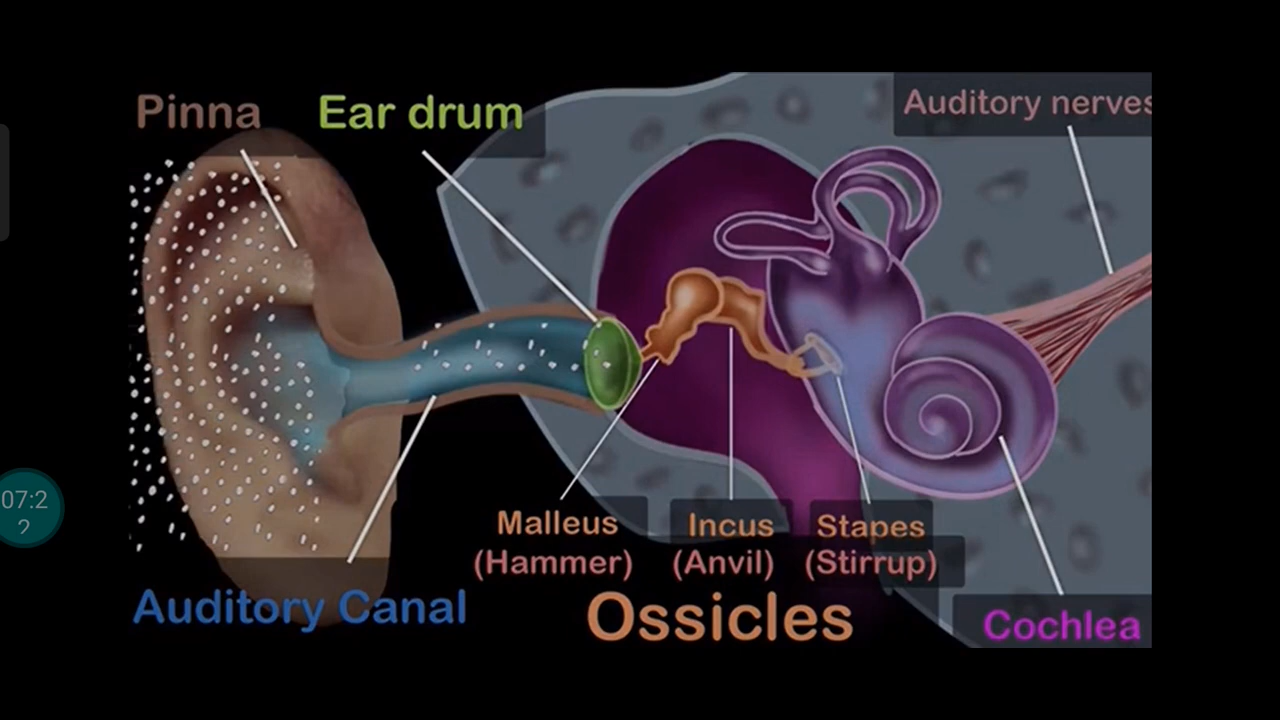 Pinna
Ear drum
Auditory nerves
Malleus
(Hammer)
Incus
(Anvil)
Stapes
(Stirrup)
Auditory Canal
Ossicles
Cochlea
07:2
2